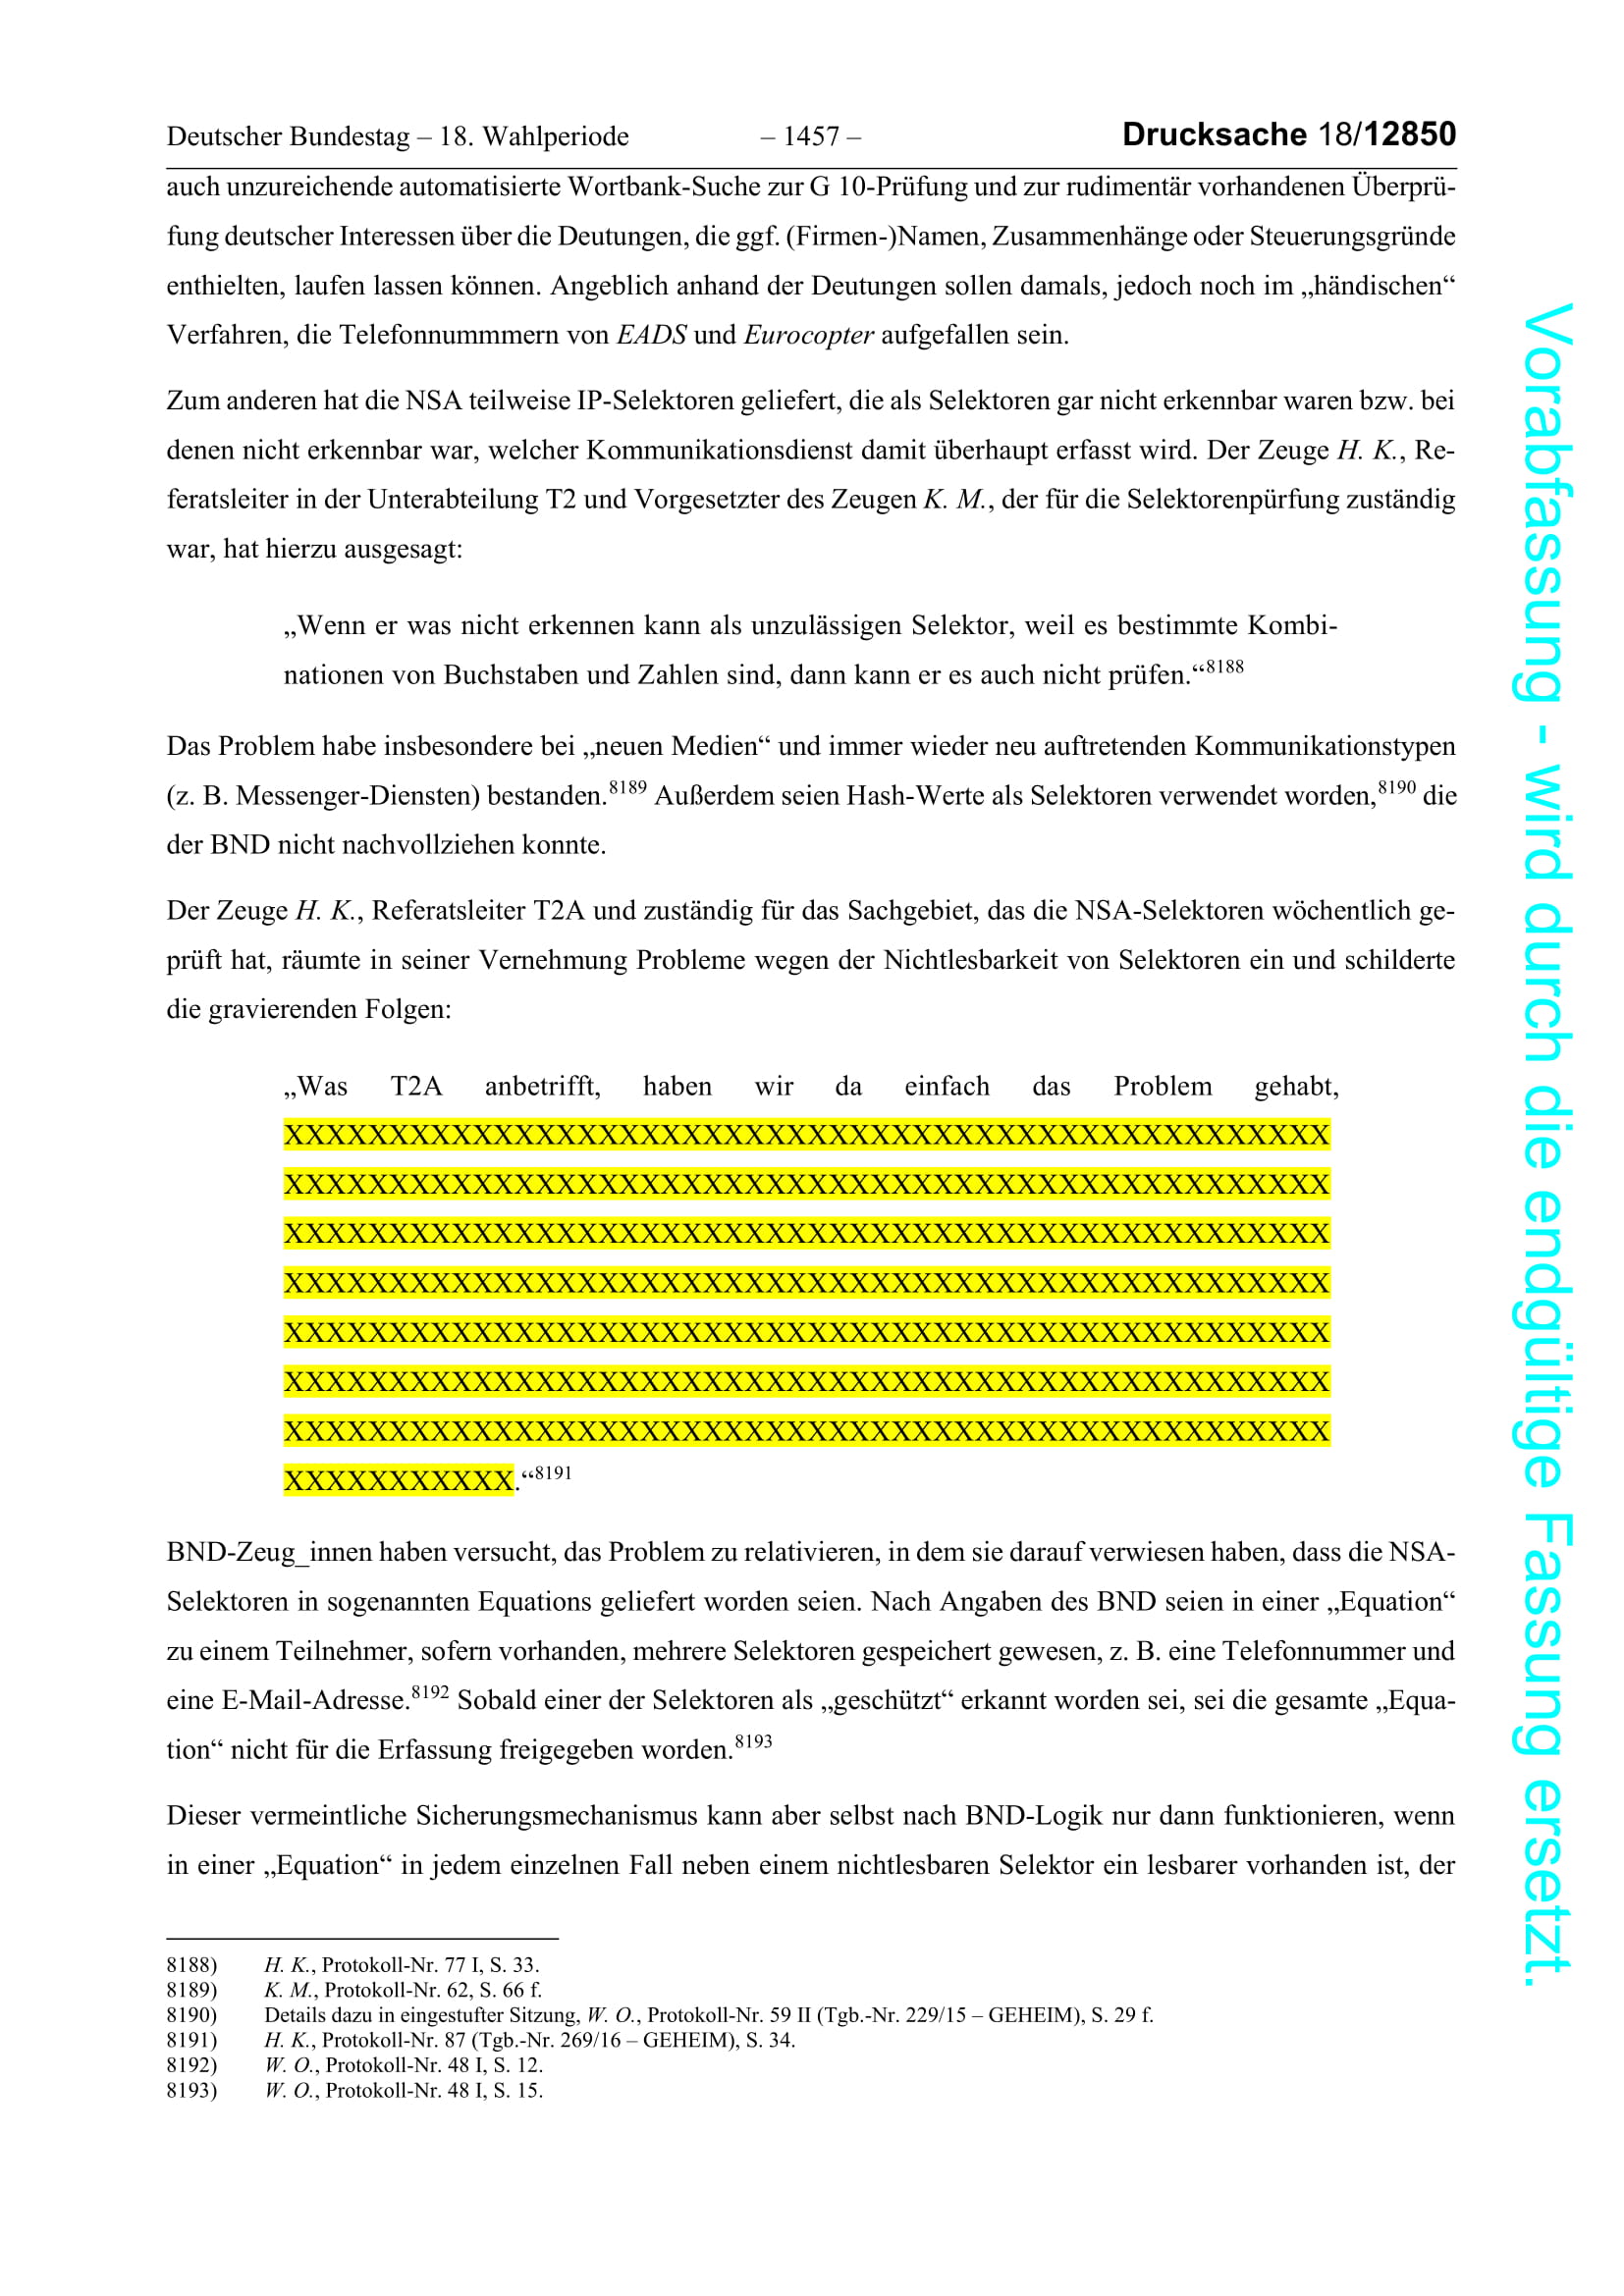 Deutscher Bundestag – 18. Wahlperiode – 1457 – Drucksache 18/12850
auch unzureichende automatisierte Wortbank-Suche zur G 10-Prüfung und zur rudimentär vorhandenen Überprü-
fung deutscher Interessen über die Deutungen, die ggf. (Firmen-)Namen, Zusammenhänge oder Steuerungsgründe
enthielten, laufen lassen können. Angeblich anhand der Deutungen sollen damals, jedoch noch im „händischen“
Verfahren, die Telefonnummmern von EADS und Eurocopter aufgefallen sein.
Zum anderen hat die NSA teilweise IP-Selektoren geliefert, die als Selektoren gar nicht erkennbar waren bzw. bei
denen nicht erkennbar war, welcher Kommunikationsdienst damit überhaupt erfasst wird. Der Zeuge H. K., Re-
feratsleiter in der Unterabteilung T2 und Vorgesetzter des Zeugen K. M., der für die Selektorenpürfung zuständig
war, hat hierzu ausgesagt:
„Wenn er was nicht erkennen kann als unzulässigen Selektor, weil es bestimmte Kombi-
nationen von Buchstaben und Zahlen sind, dann kann er es auch nicht prüfen.“8188
Das Problem habe insbesondere bei „neuen Medien“ und immer wieder neu auftretenden Kommunikationstypen
(z. B. Messenger-Diensten) bestanden.8189 Außerdem seien Hash-Werte als Selektoren verwendet worden,8190 die
der BND nicht nachvollziehen konnte.
Der Zeuge H. K., Referatsleiter T2A und zuständig für das Sachgebiet, das die NSA-Selektoren wöchentlich ge-
prüft hat, räumte in seiner Vernehmung Probleme wegen der Nichtlesbarkeit von Selektoren ein und schilderte
die gravierenden Folgen:
„Was T2A anbetrifft, haben wir da einfach das Problem gehabt,
XXXXXXXXXXXXXXXXXXXXXXXXXXXXXXXXXXXXXXXXXXXXXXXXXX
XXXXXXXXXXXXXXXXXXXXXXXXXXXXXXXXXXXXXXXXXXXXXXXXXX
XXXXXXXXXXXXXXXXXXXXXXXXXXXXXXXXXXXXXXXXXXXXXXXXXX
XXXXXXXXXXXXXXXXXXXXXXXXXXXXXXXXXXXXXXXXXXXXXXXXXX
XXXXXXXXXXXXXXXXXXXXXXXXXXXXXXXXXXXXXXXXXXXXXXXXXX
XXXXXXXXXXXXXXXXXXXXXXXXXXXXXXXXXXXXXXXXXXXXXXXXXX
XXXXXXXXXXXXXXXXXXXXXXXXXXXXXXXXXXXXXXXXXXXXXXXXXX
XXXXXXXXXXX.“8191
BND-Zeug_innen haben versucht, das Problem zu relativieren, in dem sie darauf verwiesen haben, dass die NSA-
Selektoren in sogenannten Equations geliefert worden seien. Nach Angaben des BND seien in einer „Equation“
zu einem Teilnehmer, sofern vorhanden, mehrere Selektoren gespeichert gewesen, z. B. eine Telefonnummer und
eine E-Mail-Adresse.8192 Sobald einer der Selektoren als „geschützt“ erkannt worden sei, sei die gesamte „Equa-
tion“ nicht für die Erfassung freigegeben worden.8193
Dieser vermeintliche Sicherungsmechanismus kann aber selbst nach BND-Logik nur dann funktionieren, wenn
in einer „Equation“ in jedem einzelnen Fall neben einem nichtlesbaren Selektor ein lesbarer vorhanden ist, der
8188) H. K., Protokoll-Nr. 77 I, S. 33.
8189) K. M., Protokoll-Nr. 62, S. 66 f.
8190) Details dazu in eingestufter Sitzung, W. O., Protokoll-Nr. 59 II (Tgb.-Nr. 229/15 – GEHEIM), S. 29 f.
8191) H. K., Protokoll-Nr. 87 (Tgb.-Nr. 269/16 – GEHEIM), S. 34.
8192) W. O., Protokoll-Nr. 48 I, S. 12.
8193) W. O., Protokoll-Nr. 48 I, S. 15.
Vorabfassung - wird durch die endgültige Fassung ersetzt.